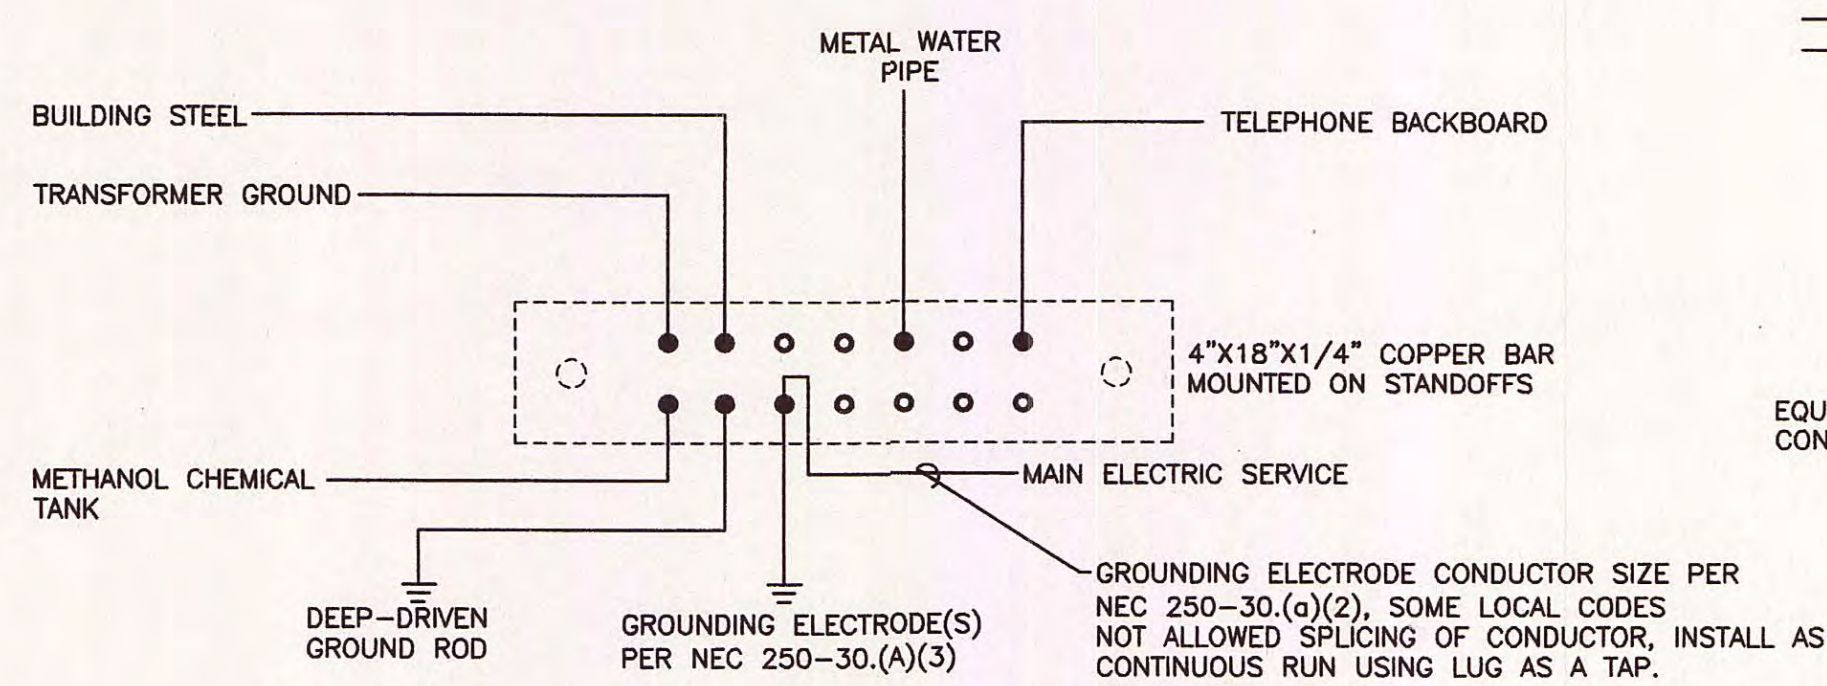 METAL WATER
PIPE
BUILDING STEEL
TELEPHONE BACKBOARD
TRANSFORMER GROUND
4"X18"X1/4" COPPER BAR
MOUNTED ON STANDOFFS
EQU
CON
METHANOL CHEMICAL
TANK
MAIN ELECTRIC SERVICE
DEEP-DRIVEN
GROUND ROD
GROUNDING ELECTRODE(S)
PER NEC 250-30.(A)(3)
GROUNDING ELECTRODE CONDUCTOR SIZE PER
NEC 250-30.(a)(2), SOME LOCAL CODES
NOT ALLOWED SPLICING OF CONDUCTOR, INSTALL AS
CONTINUOUS RUN USING LUG AS A TAP.